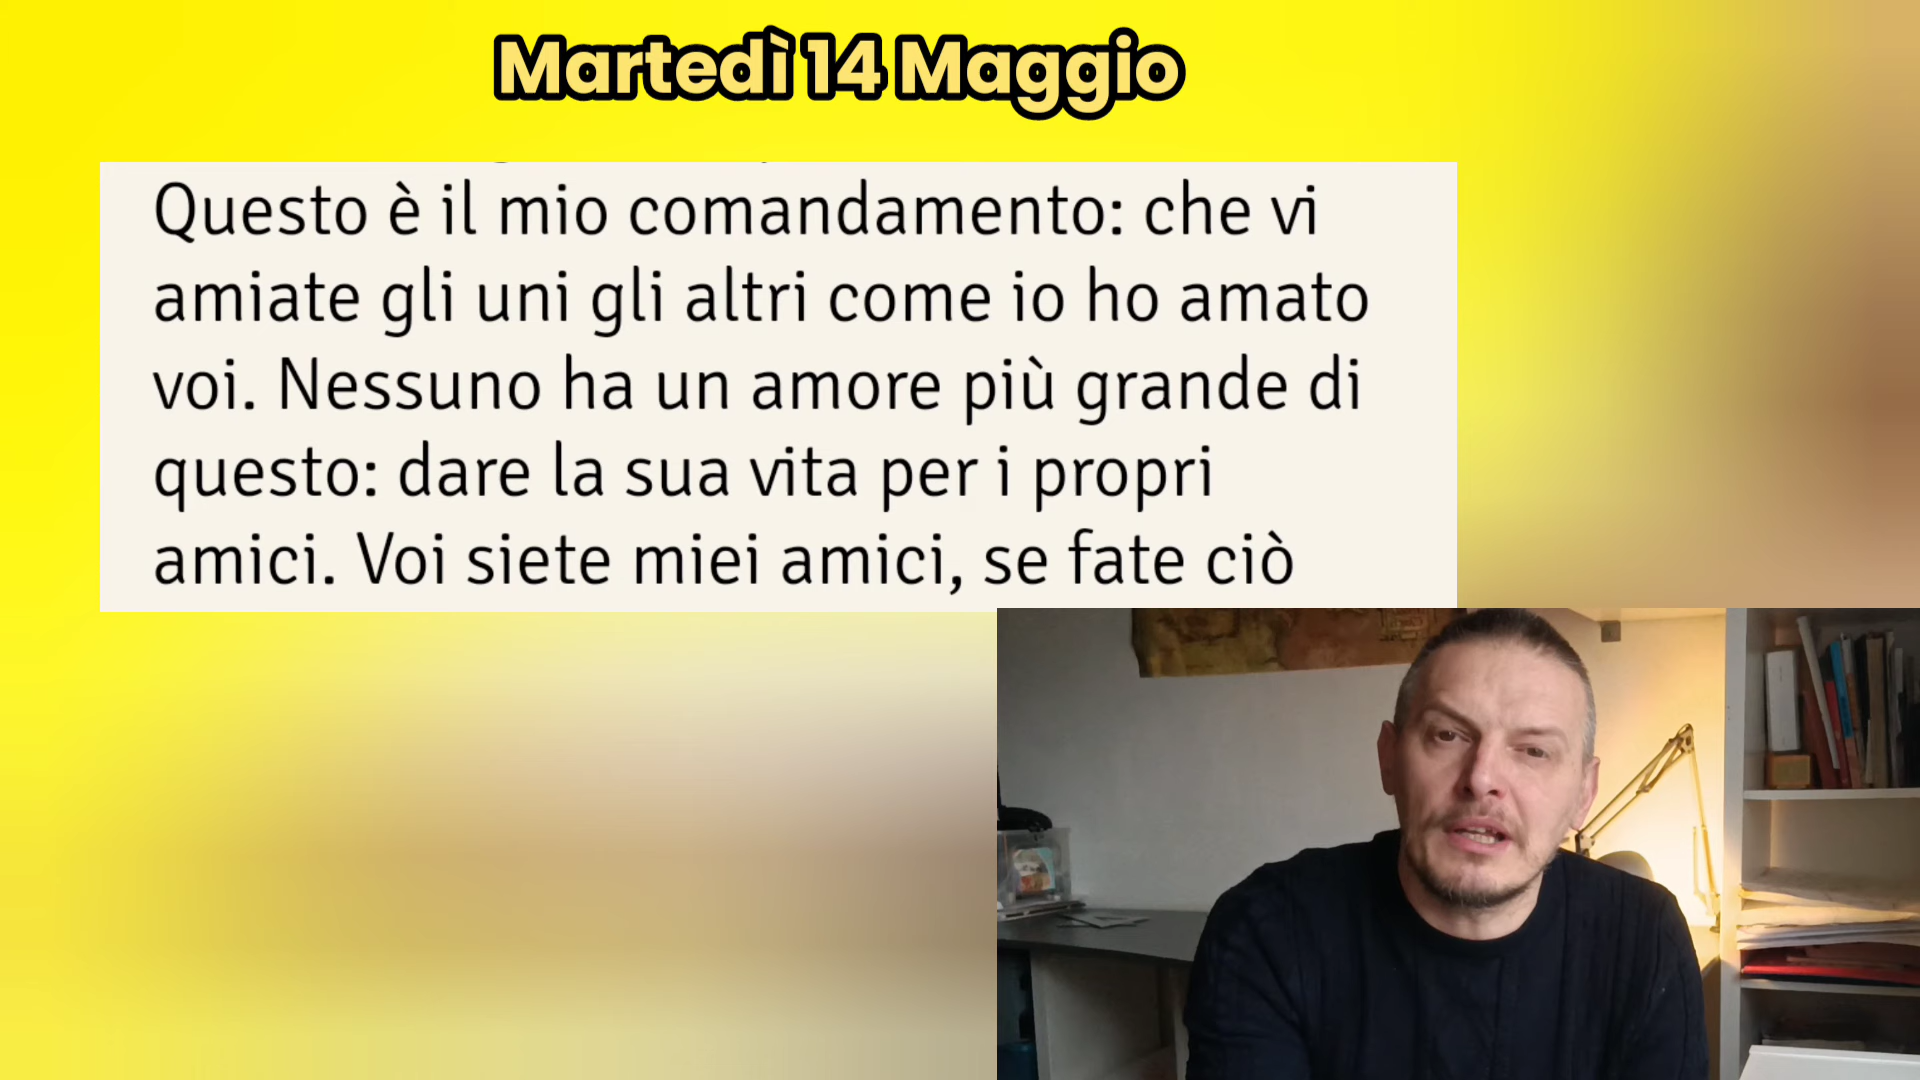 Martedì 14 Maggio
Questo è il mio comandamento: che vi
amiate gli uni gli altri come io ho amato
voi. Nessuno ha un amore più grande di
questo: dare la sua vita per i propri
amici. Voi siete miei amici, se fate ciò